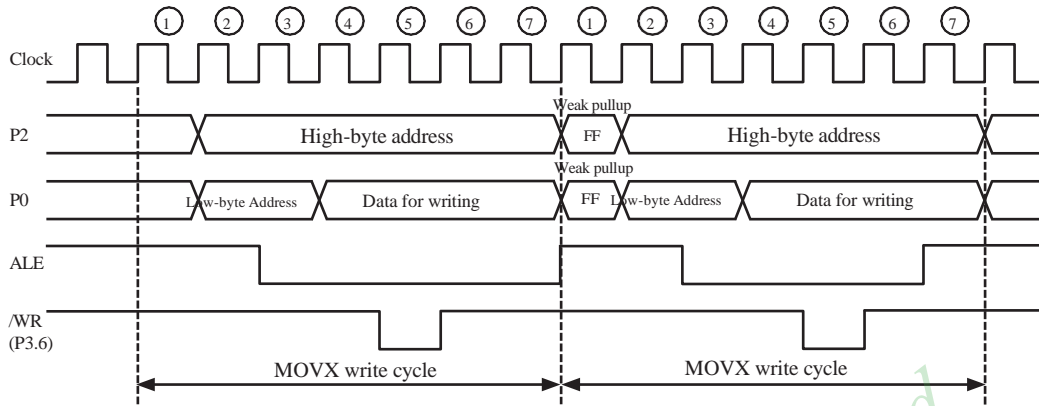 1 2 3 4 5 6 7 1 2 3 4 5 6 7
Clock
Weak pullup
P2 High-byte address FF High-byte address
Weak pullup
P0 Low-byte Address Data for writing FF Low-byte Address Data for writing
ALE
/WR
(P3.6)
MOVX write cycle MOVX write cycle